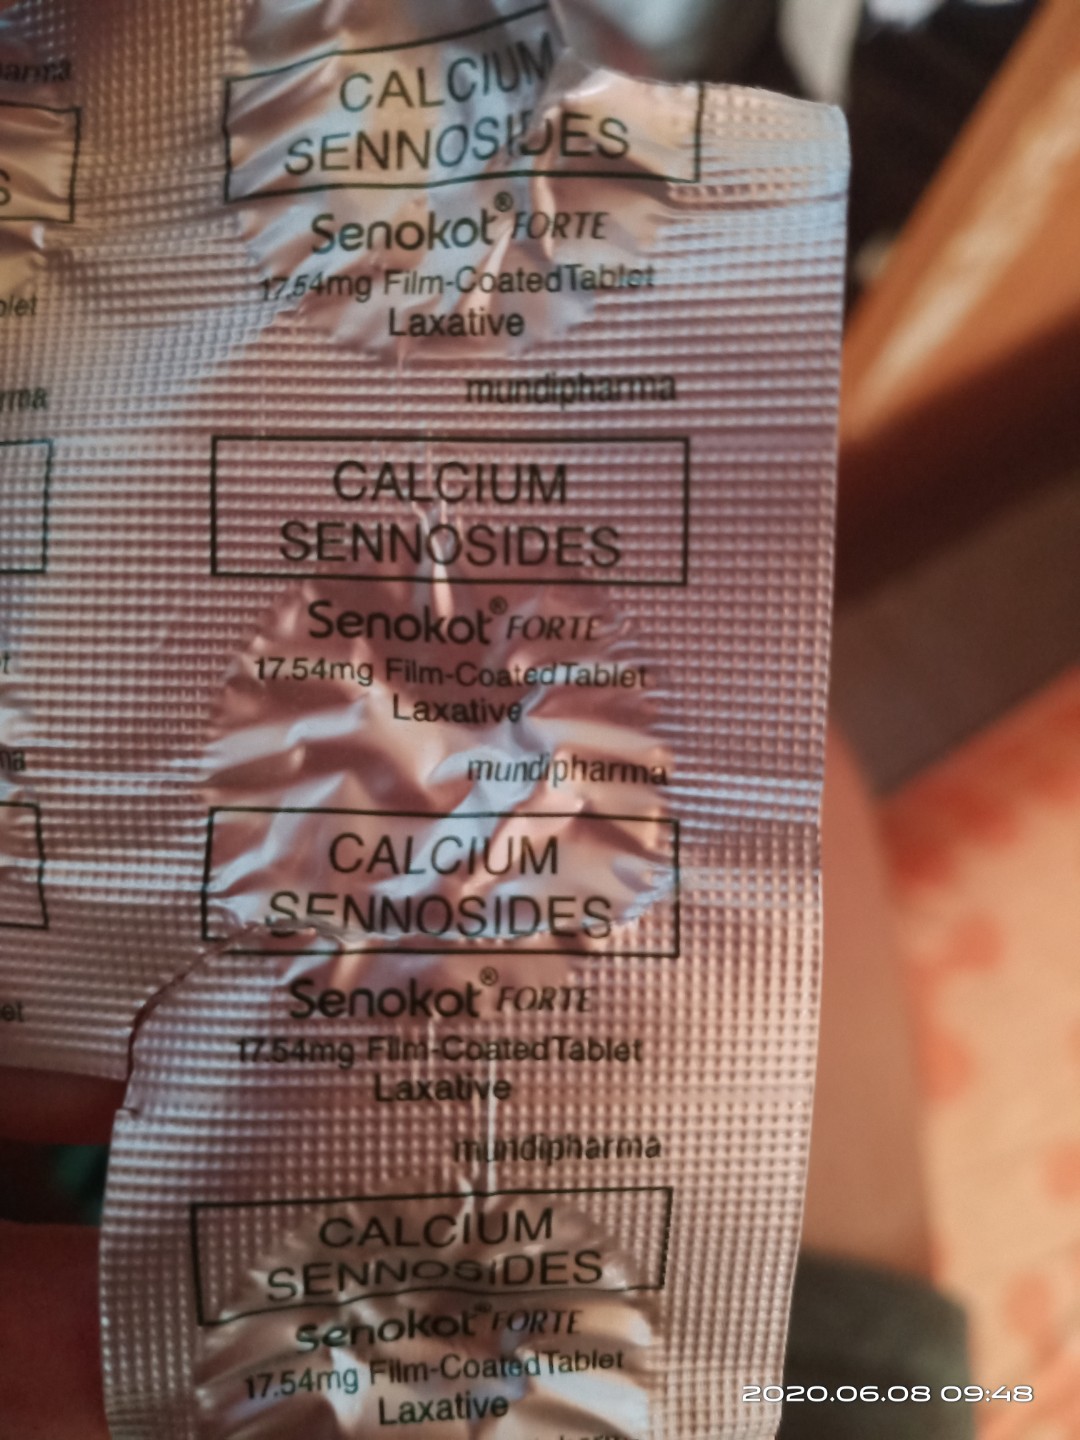 arma
CALCIUM
SENNOSIDES
S
Senokot® FORTE
17.54mg Film-Coated Tablet
Laxative
mundipharma
CALCIUM
SENNOSIDES
Senokot® FORTE
17.54mg Film-Coated Tablet
Laxative
mundipharma
CALCIUM
SENNOSIDES
Senokot® FORTE
17.54mg Film-Coated Tablet
Laxative
mundipharma
CALCIUM
SENNOSIDES
Senokot® FORTE
17.54mg Film-Coated Tablet
Laxative
2020.06.08 09:48